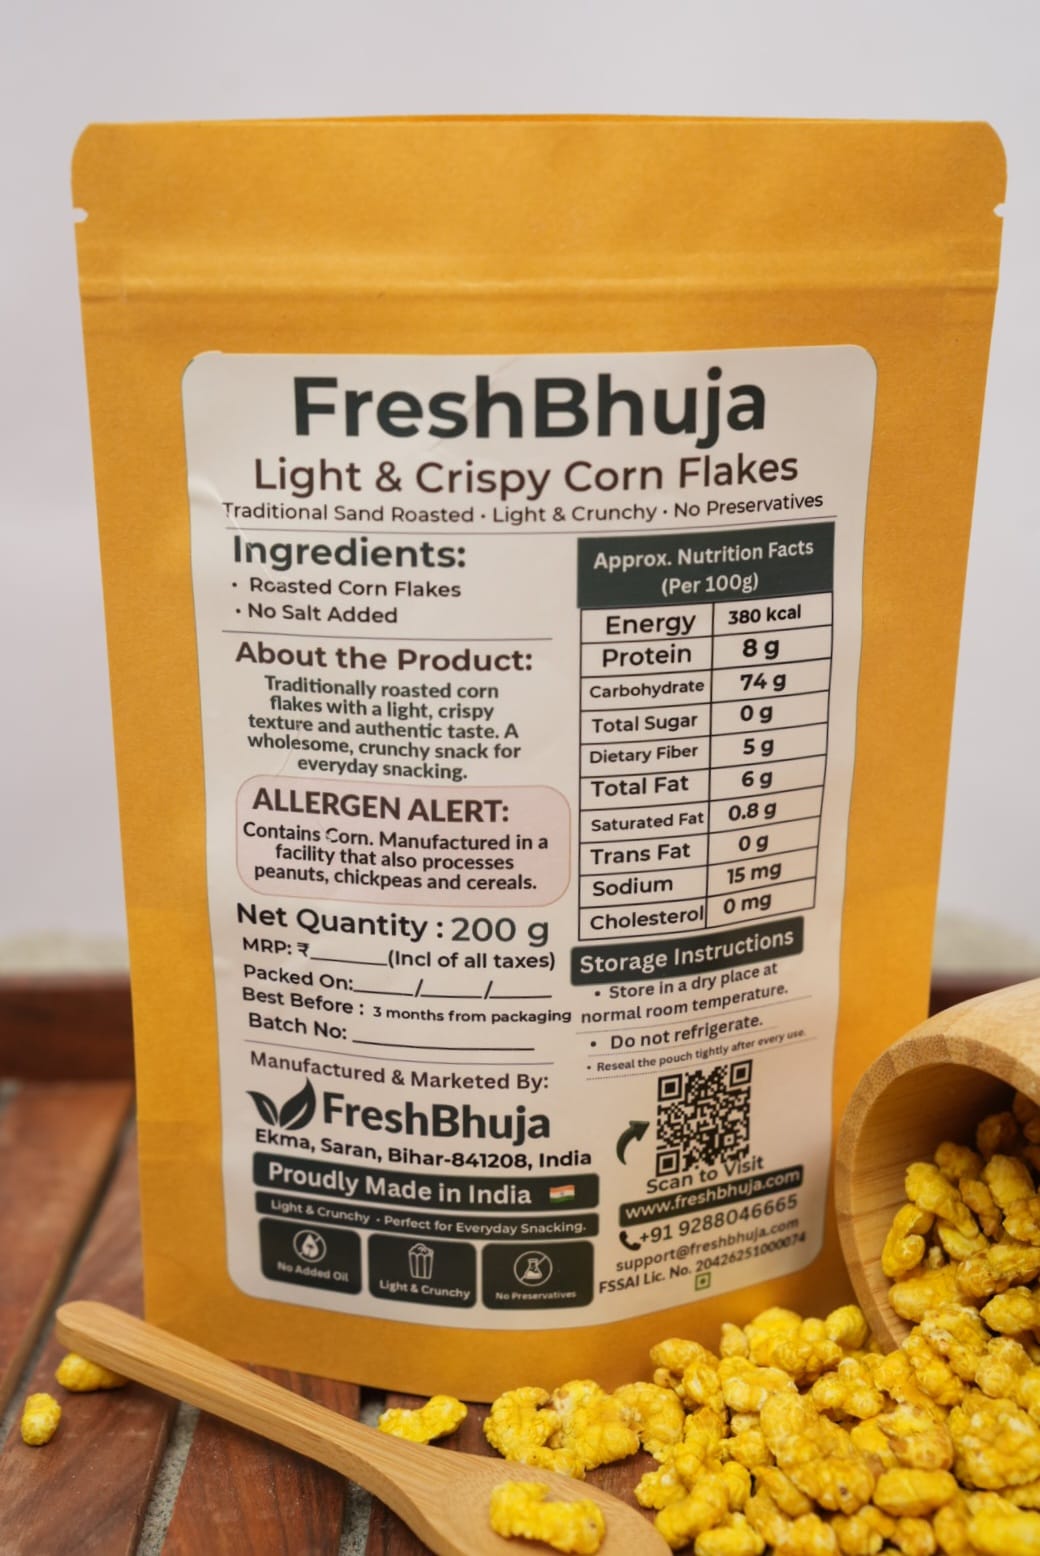 FreshBhuja
Light & Crispy Corn Flakes
Traditional Sand Roasted · Light & Crunchy · No Preservatives
Ingredients:
• Roasted Corn Flakes
• No Salt Added
About the Product:
Traditionally roasted corn
flakes with a light, crispy
texture and authentic taste. A
wholesome, crunchy snack for
everyday snacking.
ALLERGEN ALERT:
Contains Corn. Manufactured in a
facility that also processes
peanuts, chickpeas and cereals.
Net Quantity : 200 g
MRP: ₹______(Incl of all taxes)
Packed On:_____/_____/_____
Best Before : 3 months from packaging
Batch No: ______________
Manufactured & Marketed By:
FreshBhuja
Ekma, Saran, Bihar-841208, India
Proudly Made in India 🇮🇳
Light & Crunchy · Perfect for Everyday Snacking.
No Added Oil
Light & Crunchy
No Preservatives
Approx. Nutrition Facts
(Per 100g)
Energy 380 kcal
Protein 8 g
Carbohydrate 74 g
Total Sugar 0 g
Dietary Fiber 5 g
Total Fat 6 g
Saturated Fat 0.8 g
Trans Fat 0 g
Sodium 15 mg
Cholesterol 0 mg
Storage Instructions
• Store in a dry place at
normal room temperature.
• Do not refrigerate.
• Reseal the pouch tightly after every use.
Scan to Visit
www.freshbhuja.com
+91 9288046665
support@freshbhuja.com
FSSAI Lic. No. 20426251000074